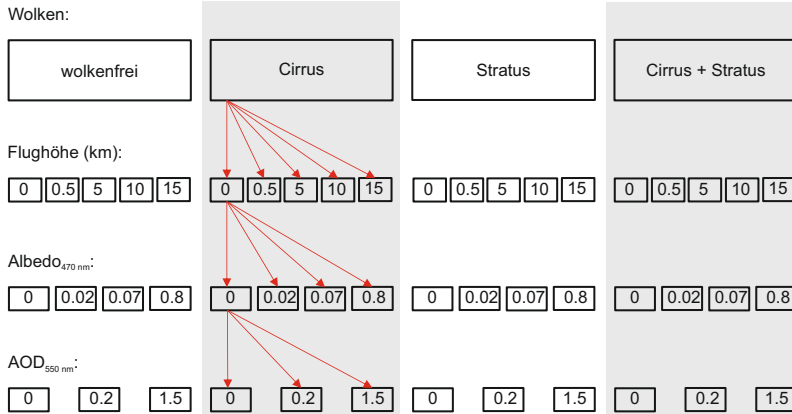 Wolken:
wolkenfrei Cirrus Stratus Cirrus + Stratus
Flughöhe (km):
0 0.5 5 10 15 0 0.5 5 10 15 0 0.5 5 10 15 0 0.5 5 10 15
Albedo470 nm:
0 0.02 0.07 0.8 0 0.02 0.07 0.8 0 0.02 0.07 0.8 0 0.02 0.07 0.8
AOD550 nm:
0 0.2 1.5 0 0.2 1.5 0 0.2 1.5 0 0.2 1.5